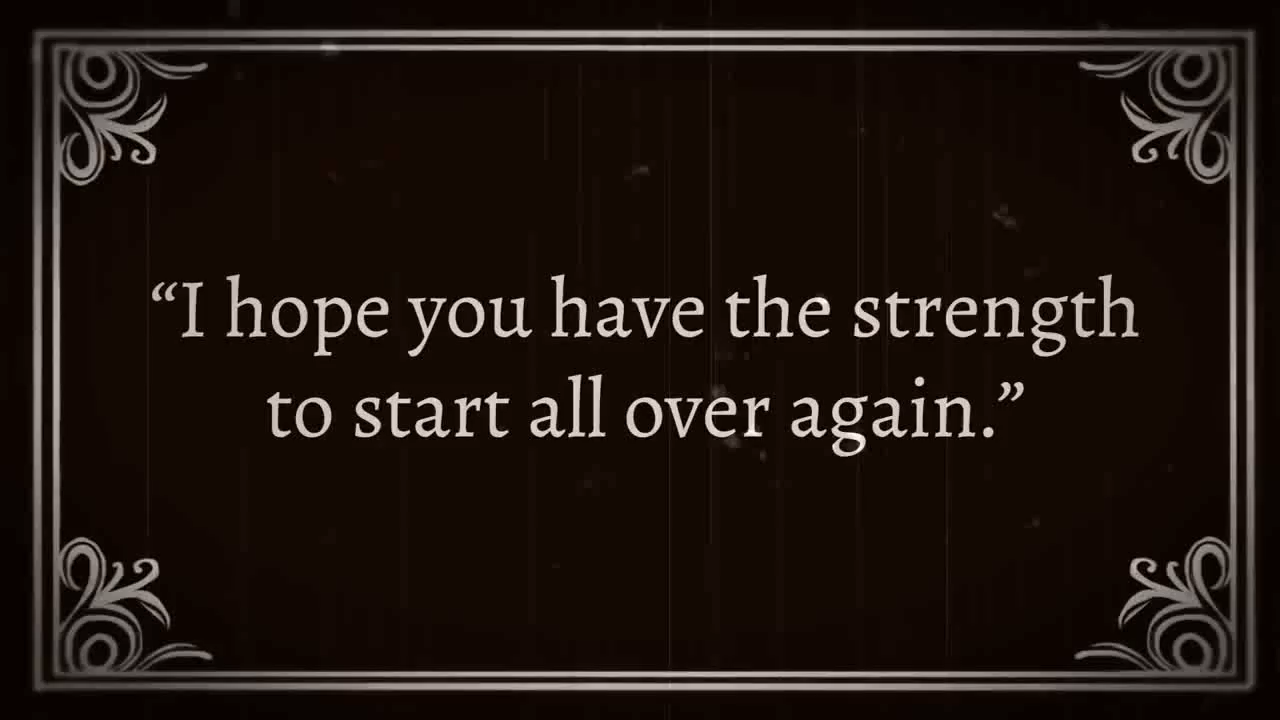 “I hope you have the strength
to start all over again.”